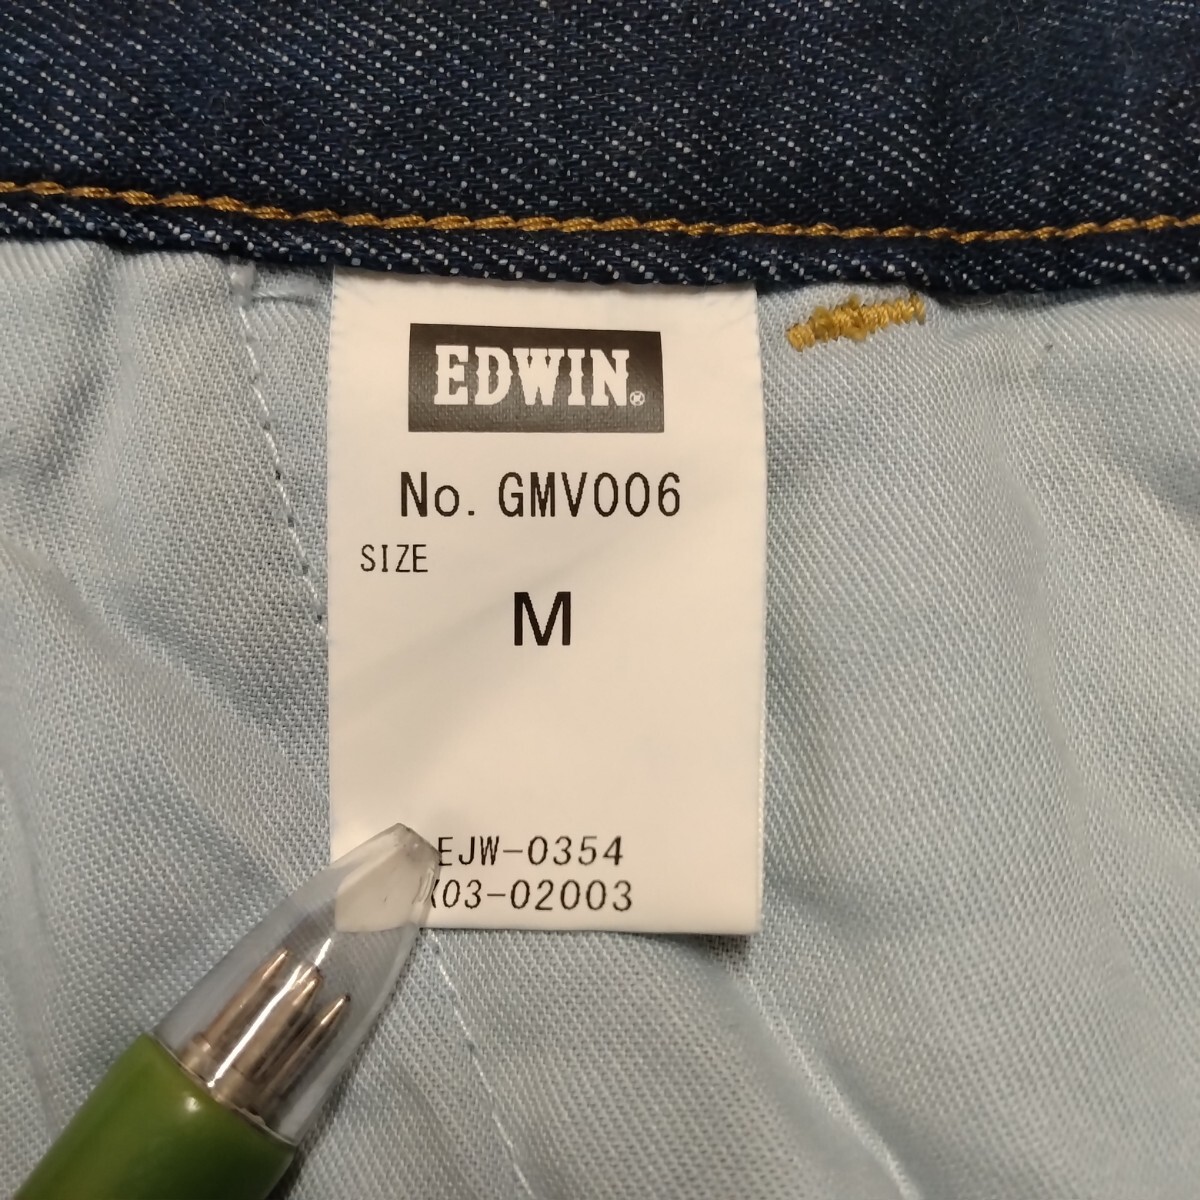 EDWIN®
No. GMV006
SIZE
M
EJW-0354
03-02003